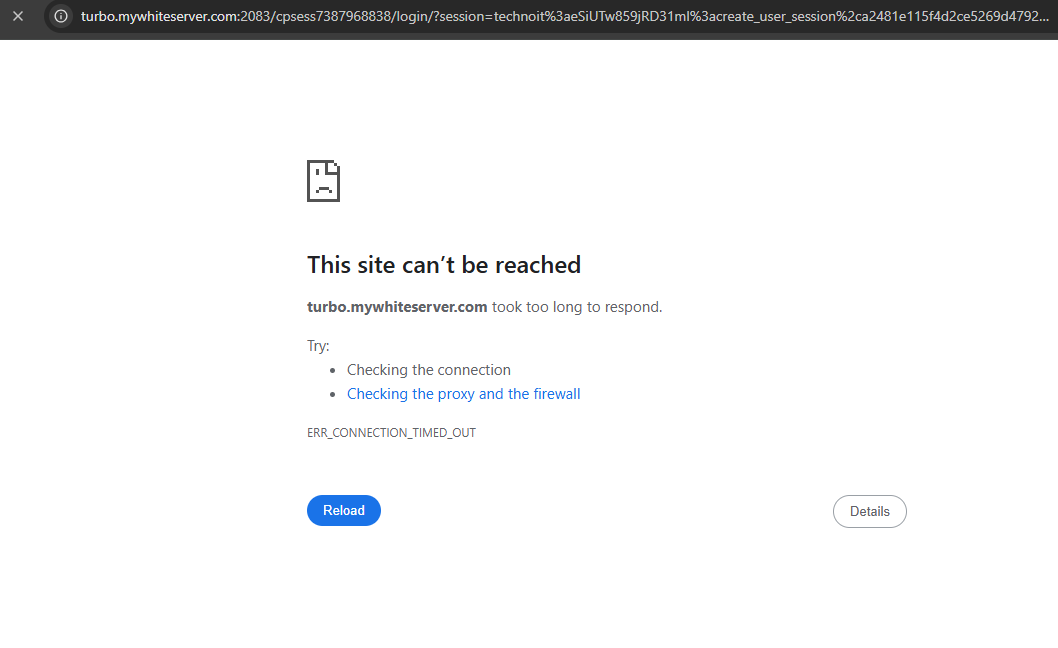 turbo.mywhiteserver.com:2083/cpsess7387968838/login/?session=technoit%3aeSiUTw859jRD31ml%3acreate_user_session%2ca2481e115f4d2ce5269d4792...
This site can't be reached
turbo.mywhiteserver.com took too long to respond.
Try:
• Checking the connection
• Checking the proxy and the firewall
ERR_CONNECTION_TIMED_OUT
Reload
Details